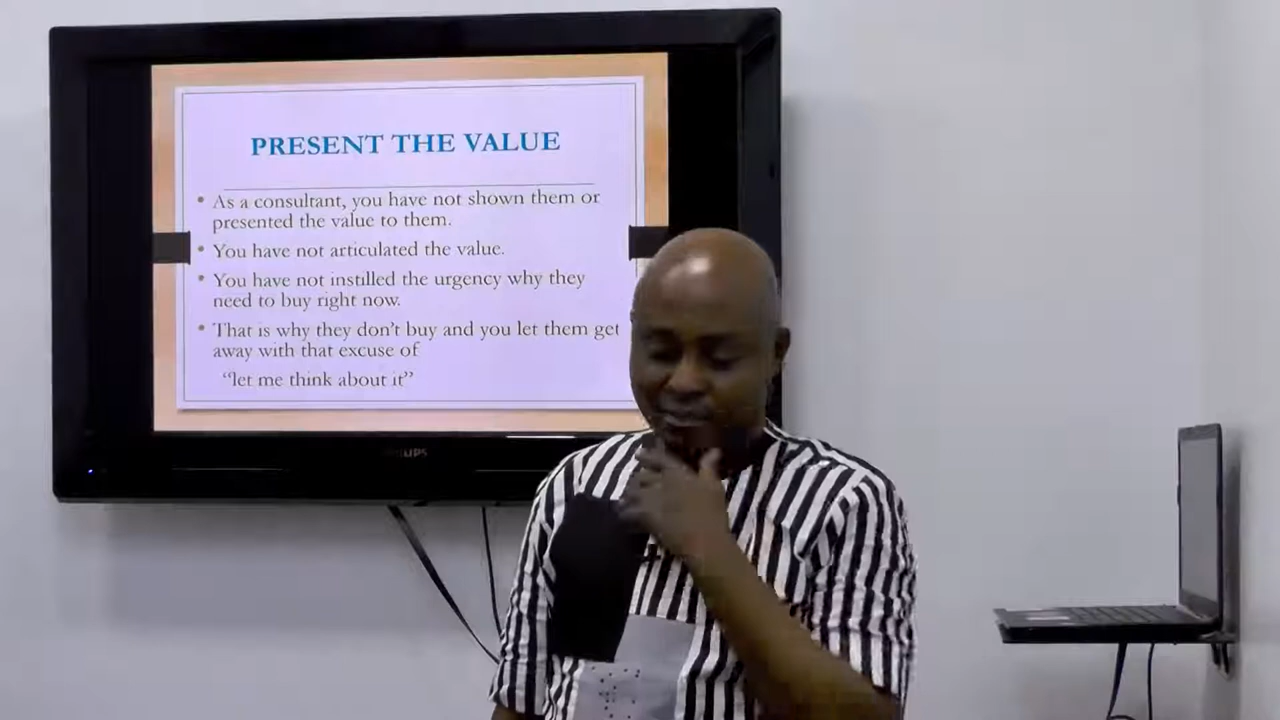 PRESENT THE VALUE
• As a consultant, you have not shown them or
presented the value to them.
• You have not articulated the value.
• You have not instilled the urgency why they
need to buy right now.
• That is why they don't buy and you let them get
away with that excuse of
“let me think about it”
PHILIPS